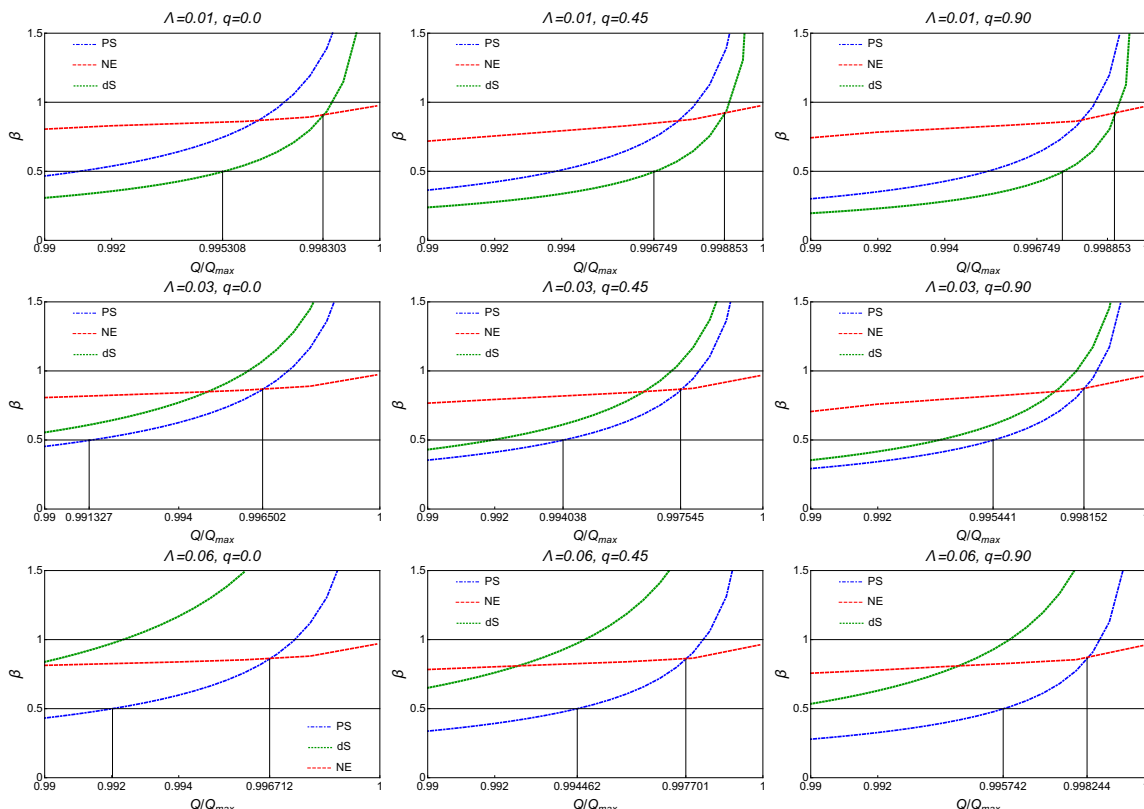 Λ=0.01, q=0.0
1.5
1
0.5
0
β
PS
NE
dS
0.99
0.992
0.995308
0.998303
1
Q/Qmax
Λ=0.01, q=0.45
1.5
1
0.5
0
β
PS
NE
dS
0.99
0.992
0.994
0.996749
0.998853
1
Q/Qmax
Λ=0.01, q=0.90
1.5
1
0.5
0
β
PS
NE
dS
0.99
0.992
0.994
0.996749
0.998853
1
Q/Qmax
Λ=0.03, q=0.0
1.5
1
0.5
0
β
PS
NE
dS
0.99
0.991327
0.994
0.996502
1
Q/Qmax
Λ=0.03, q=0.45
1.5
1
0.5
0
β
PS
NE
dS
0.99
0.992
0.994038
0.997545
1
Q/Qmax
Λ=0.03, q=0.90
1.5
1
0.5
0
β
PS
NE
dS
0.99
0.992
0.995441
0.998152
1
Q/Qmax
Λ=0.06, q=0.0
1.5
1
0.5
0
β
PS
dS
NE
0.99
0.992
0.994
0.996712
1
Q/Qmax
Λ=0.06, q=0.45
1.5
1
0.5
0
β
PS
NE
dS
0.99
0.992
0.994462
0.997701
1
Q/Qmax
Λ=0.06, q=0.90
1.5
1
0.5
0
β
PS
NE
dS
0.99
0.992
0.995742
0.998244
1
Q/Qmax